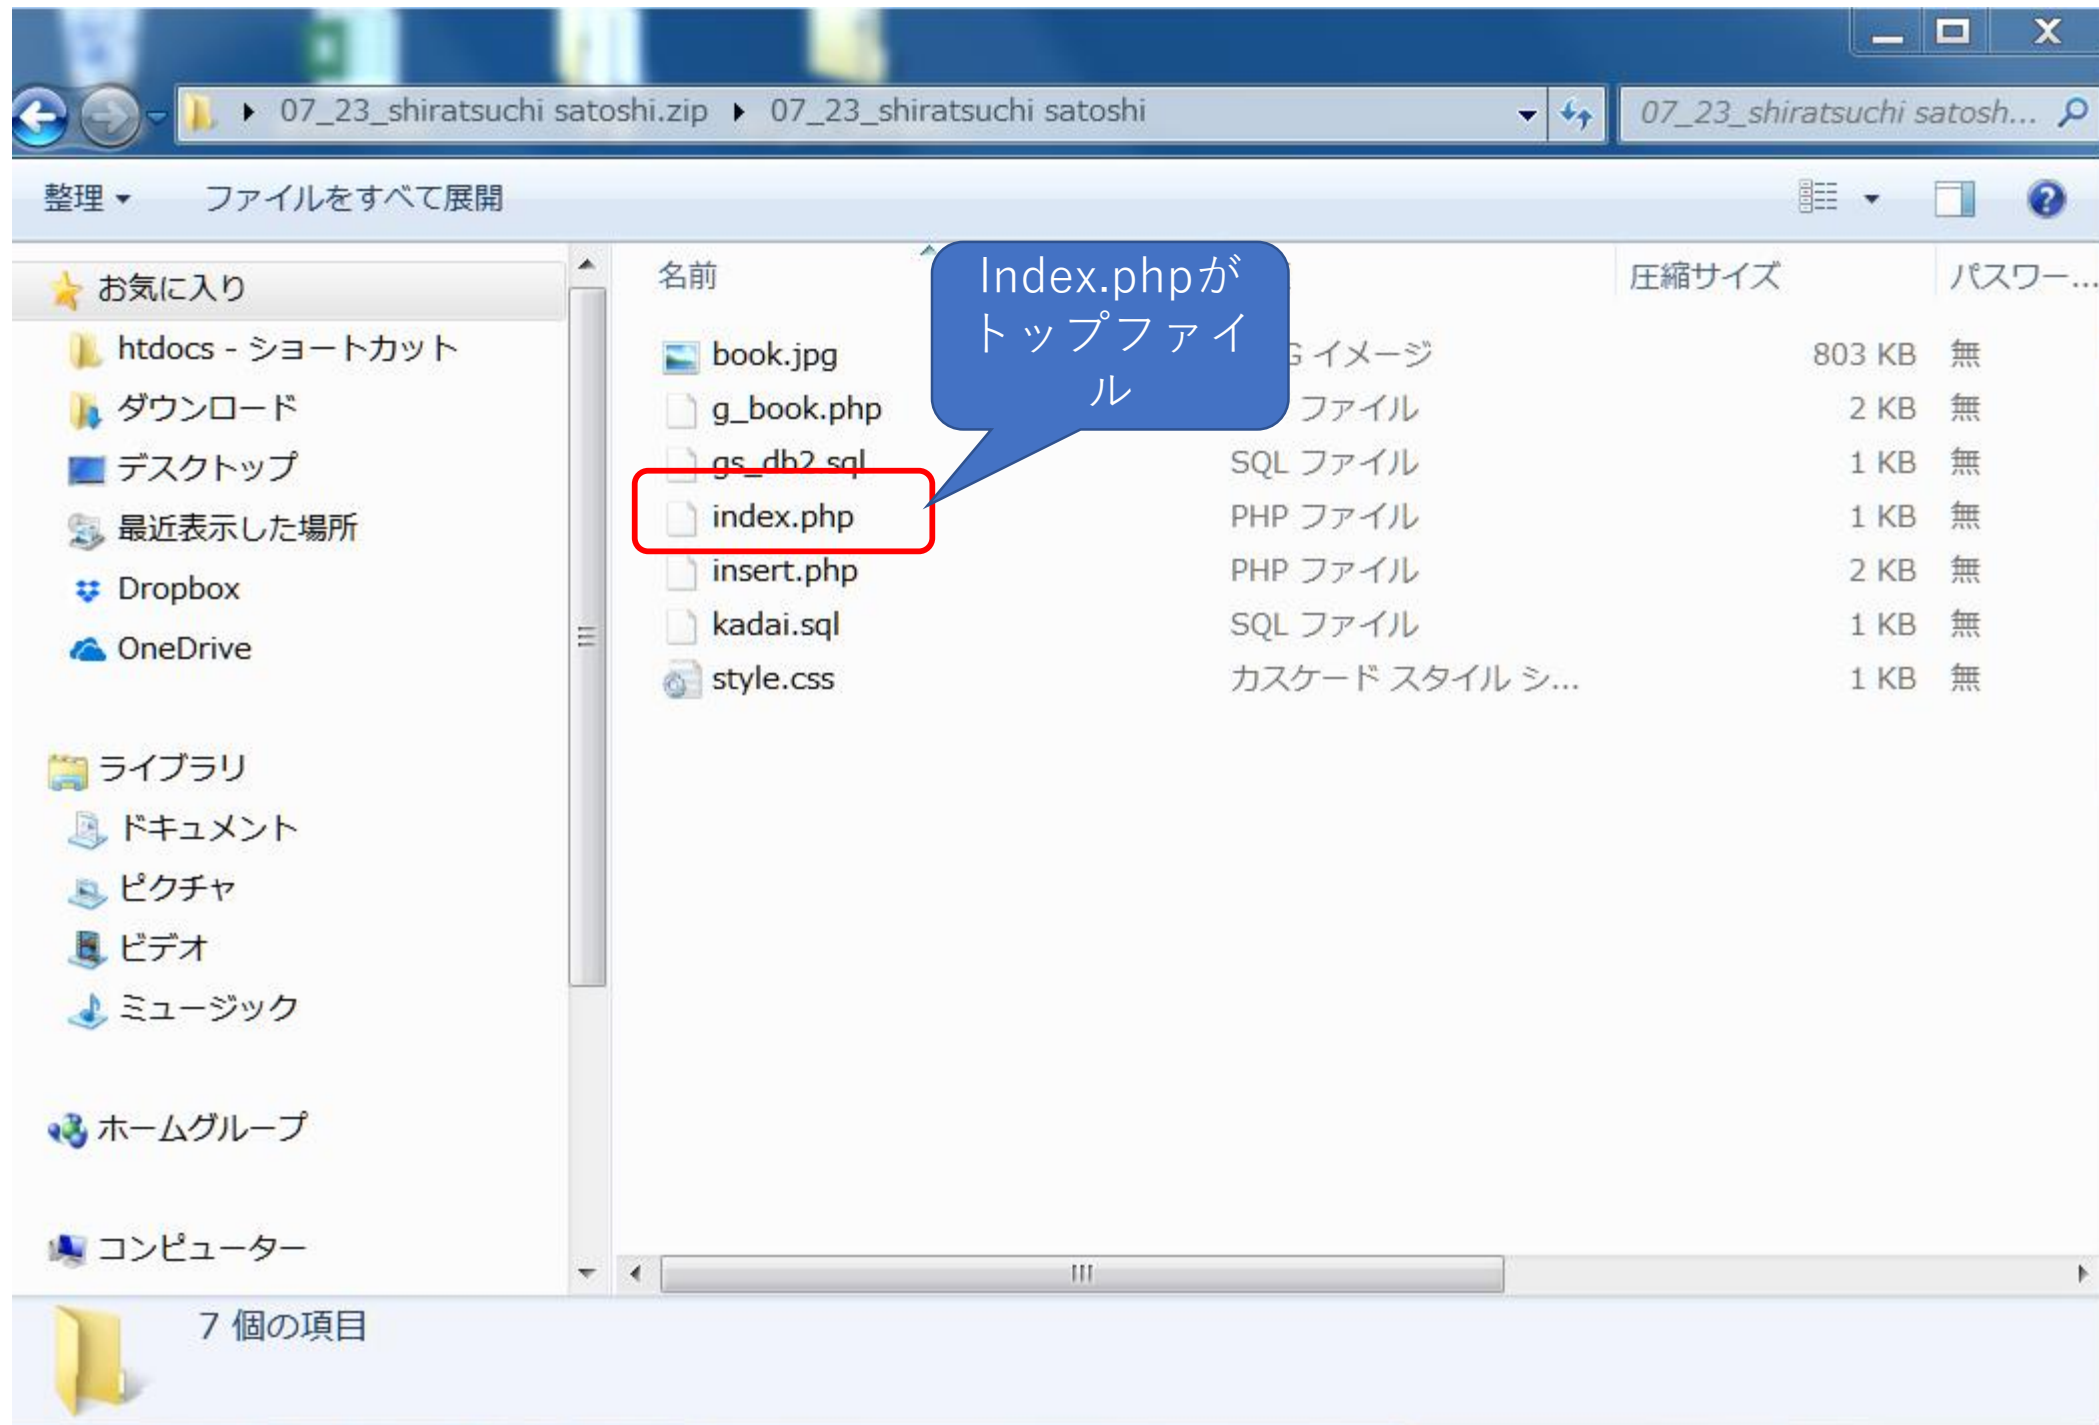 07_23_shiratsuchi satoshi.zip 07_23_shiratsuchi satoshi
07_23_shiratsuchi satosh...
整理 ファイルをすべて展開
お気に入り
htdocs - ショートカット
ダウンロード
デスクトップ
最近表示した場所
Dropbox
OneDrive
ライブラリ
ドキュメント
ピクチャ
ビデオ
ミュージック
ホームグループ
コンピューター
名前 圧縮サイズ パスワー...
Index.phpが
トップファイ
ル
book.jpg G イメージ 803 KB 無
g_book.php ファイル 2 KB 無
gs_db2.sql SQL ファイル 1 KB 無
index.php PHP ファイル 1 KB 無
insert.php PHP ファイル 2 KB 無
kadai.sql SQL ファイル 1 KB 無
style.css カスケード スタイル シ... 1 KB 無
7 個の項目